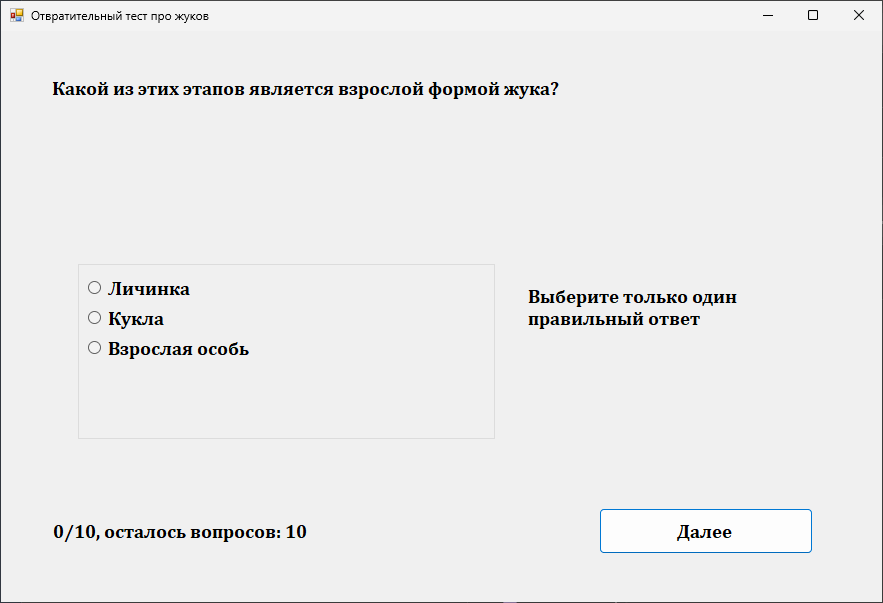 Отвратительный тест про жуков
Какой из этих этапов является взрослой формой жука?
Личинка
Кукла
Взрослая особь
Выберите только один
правильный ответ
0/10, осталось вопросов: 10
Далее